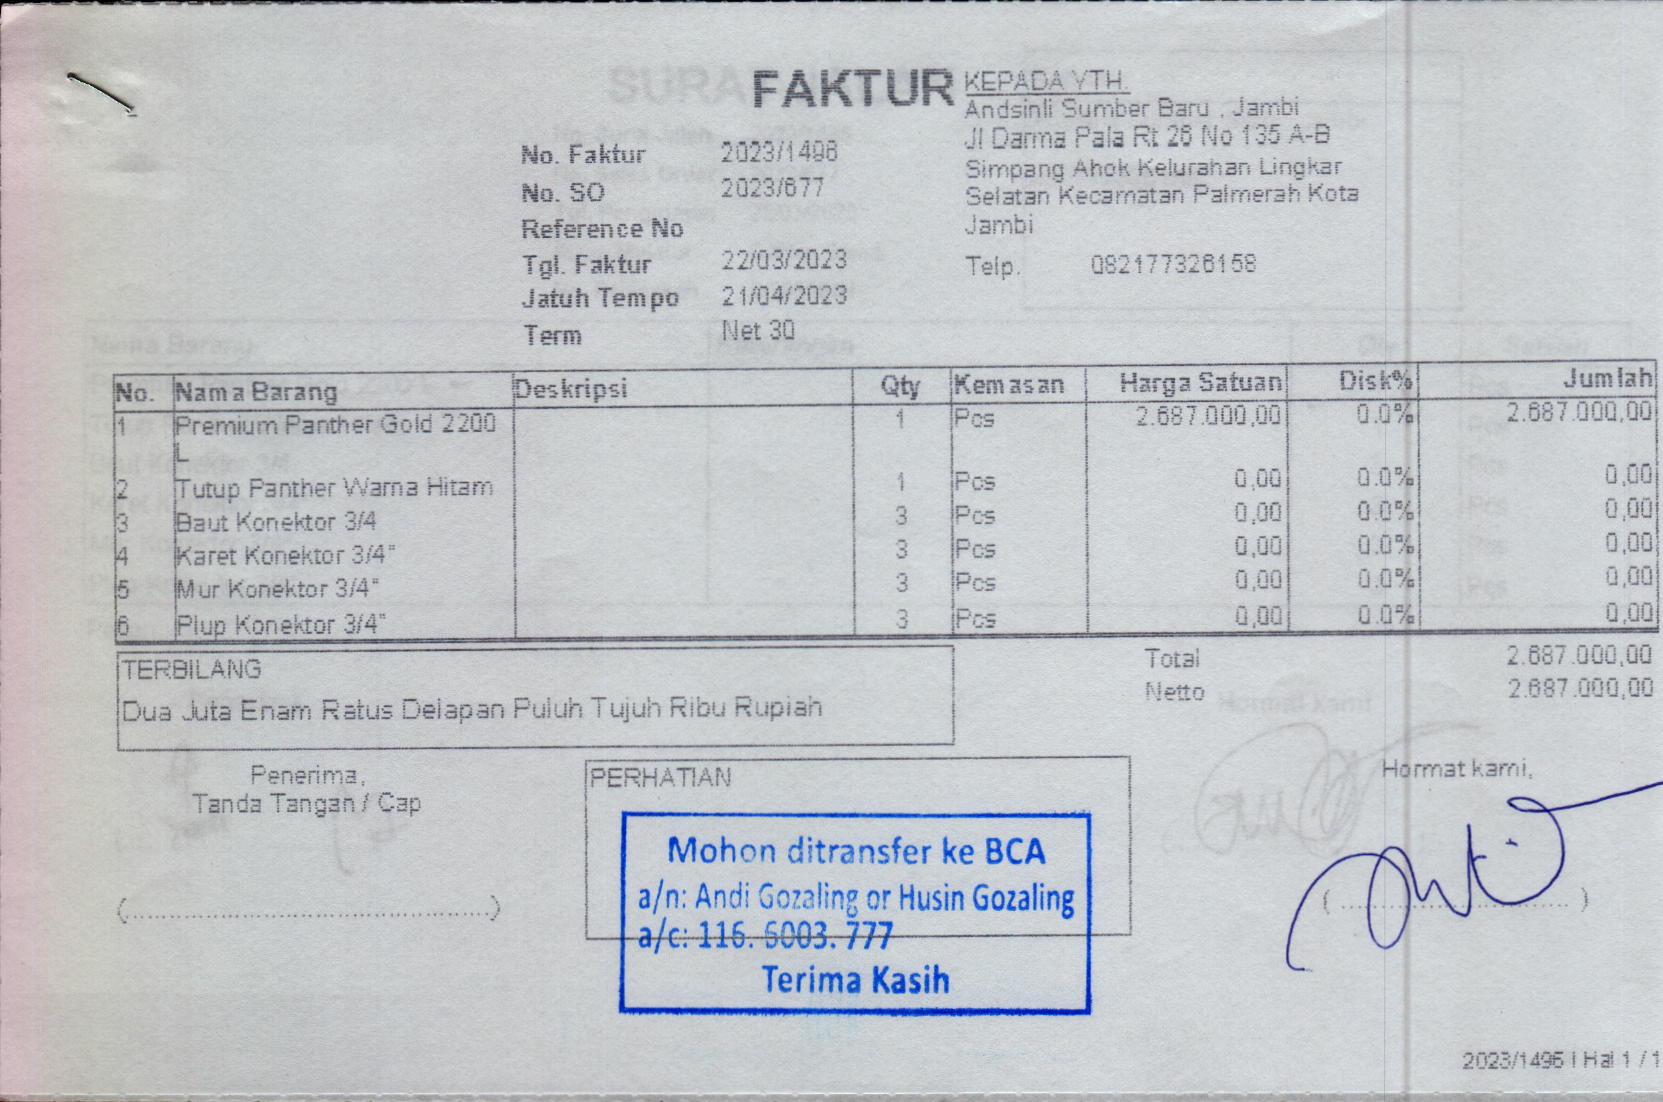 FAKTUR
No. Faktur 2023/1496
No. SO 2023/677
Reference No
Tgl. Faktur 22/03/2023
Jatuh Tempo 21/04/2023
Term Net 30
KEPADA YTH.
Andsinli Sumber Baru , Jambi
Jl Darma Pala Rt 26 No 135 A-B
Simpang Ahok Kelurahan Lingkar
Selatan Kecamatan Palmerah Kota
Jambi
Telp. 082177326158
No. Nama Barang Deskripsi Qty Kemasan Harga Satuan Disk% Jumlah
1 Premium Panther Gold 2200 1 Pcs 2.687.000,00 0.0% 2.687.000,00
L
2 Tutup Panther Warna Hitam 1 Pcs 0,00 0.0% 0,00
3 Baut Konektor 3/4 3 Pcs 0,00 0.0% 0,00
4 Karet Konektor 3/4" 3 Pcs 0,00 0.0% 0,00
5 Mur Konektor 3/4" 3 Pcs 0,00 0.0% 0,00
6 Plup Konektor 3/4" 3 Pcs 0,00 0.0% 0,00
TERBILANG
Dua Juta Enam Ratus Delapan Puluh Tujuh Ribu Rupiah
Total 2.687.000,00
Netto 2.687.000,00
Penerima,
Tanda Tangan / Cap
(...............................................)
PERHATIAN
Mohon ditransfer ke BCA
a/n: Andi Gozaling or Husin Gozaling
a/c: 116. 6003. 777
Terima Kasih
Hormat kami,
( .............................. )
2023/1496 | Hal 1 / 1